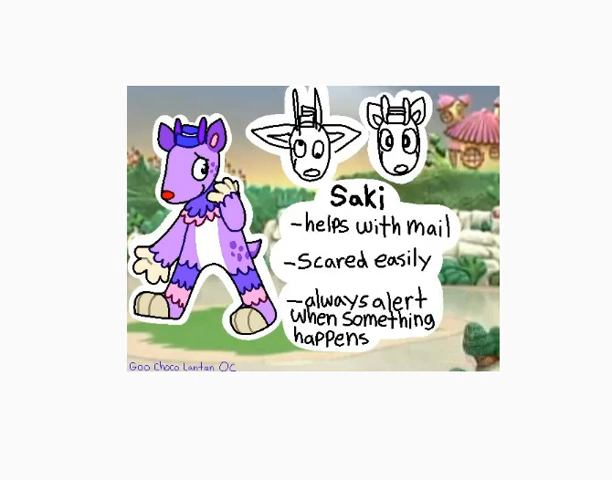 Saki
-helps with mail
-Scared easily
-always alert
when something
happens
Goo Choco Lantan OC